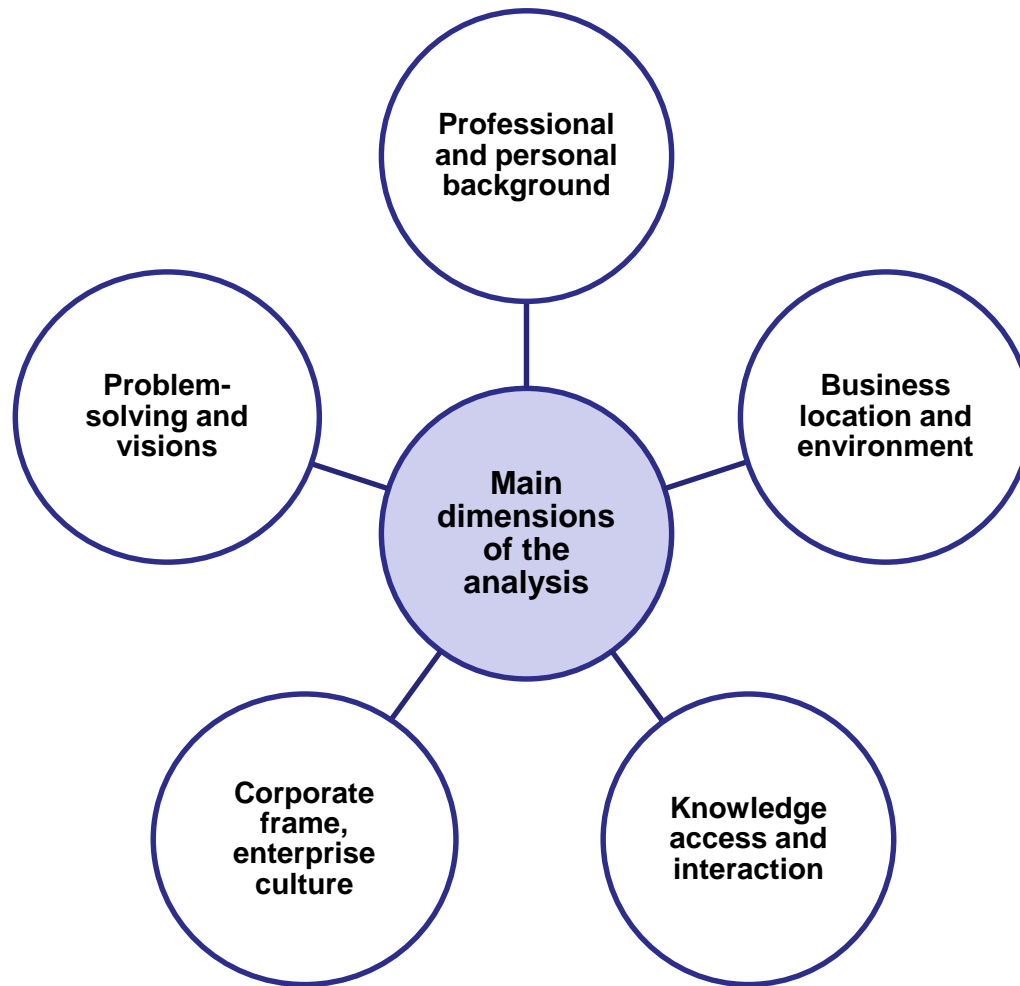 Professional
and personal
background
Problem-
solving and
visions
Business
location and
environment
Main
dimensions
of the
analysis
Corporate
frame,
enterprise
culture
Knowledge
access and
interaction